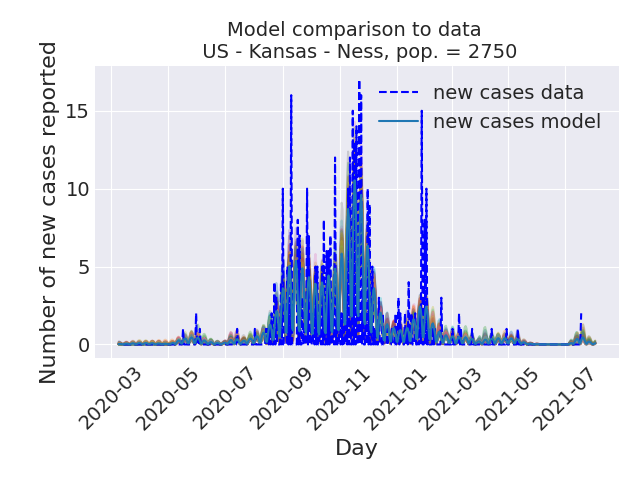 Model comparison to data
US - Kansas - Ness, pop. = 2750
Number of new cases reported
15
10
5
0
new cases data
new cases model
2020-03
2020-05
2020-07
2020-09
2020-11
2021-01
2021-03
2021-05
2021-07
Day